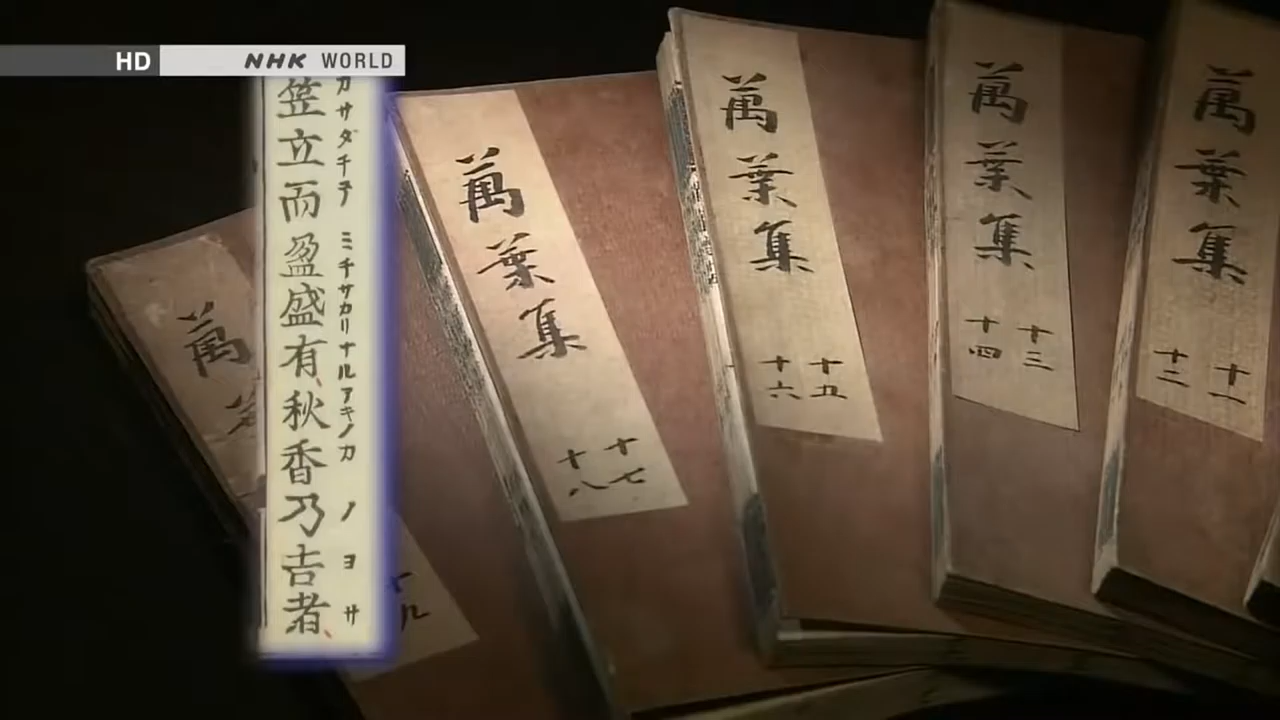 HD NHK WORLD
萬葉集
十一
十二
萬葉集
十三
十四
萬葉集
十五
十六
萬葉集
十七
十八
カサダチテ ミチサカリナルアキノカノヨサ
笠立而盈盛有秋香乃吉者
萬